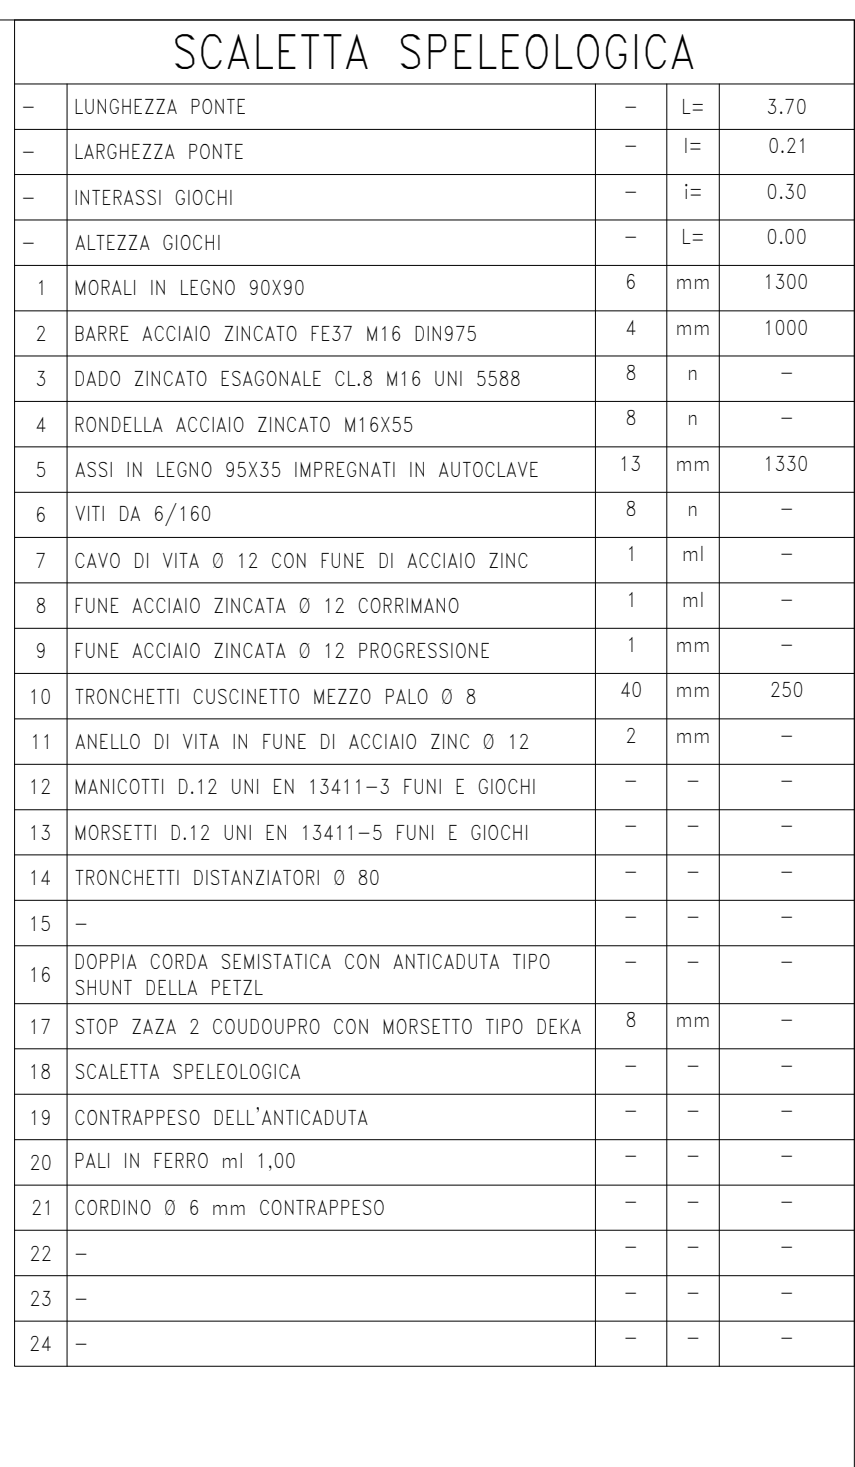 SCALETTA SPELEOLOGICA
– LUNGHEZZA PONTE – L= 3.70
– LARGHEZZA PONTE – l= 0.21
– INTERASSI GIOCHI – i= 0.30
– ALTEZZA GIOCHI – L= 0.00
1 MORALI IN LEGNO 90X90 6 mm 1300
2 BARRE ACCIAIO ZINCATO FE37 M16 DIN975 4 mm 1000
3 DADO ZINCATO ESAGONALE CL.8 M16 UNI 5588 8 n –
4 RONDELLA ACCIAIO ZINCATO M16X55 8 n –
5 ASSI IN LEGNO 95X35 IMPREGNATI IN AUTOCLAVE 13 mm 1330
6 VITI DA 6/160 8 n –
7 CAVO DI VITA Ø 12 CON FUNE DI ACCIAIO ZINC 1 ml –
8 FUNE ACCIAIO ZINCATA Ø 12 CORRIMANO 1 ml –
9 FUNE ACCIAIO ZINCATA Ø 12 PROGRESSIONE 1 mm –
10 TRONCHETTI CUSCINETTO MEZZO PALO Ø 8 40 mm 250
11 ANELLO DI VITA IN FUNE DI ACCIAIO ZINC Ø 12 2 mm –
12 MANICOTTI D.12 UNI EN 13411–3 FUNI E GIOCHI – – –
13 MORSETTI D.12 UNI EN 13411–5 FUNI E GIOCHI – – –
14 TRONCHETTI DISTANZIATORI Ø 80 – – –
15 – – – –
16 DOPPIA CORDA SEMISTATICA CON ANTICADUTA TIPO – – –
SHUNT DELLA PETZL
17 STOP ZAZA 2 COUDOUPRO CON MORSETTO TIPO DEKA 8 mm –
18 SCALETTA SPELEOLOGICA – – –
19 CONTRAPPESO DELL'ANTICADUTA – – –
20 PALI IN FERRO ml 1,00 – – –
21 CORDINO Ø 6 mm CONTRAPPESO – – –
22 – – – –
23 – – – –
24 – – – –